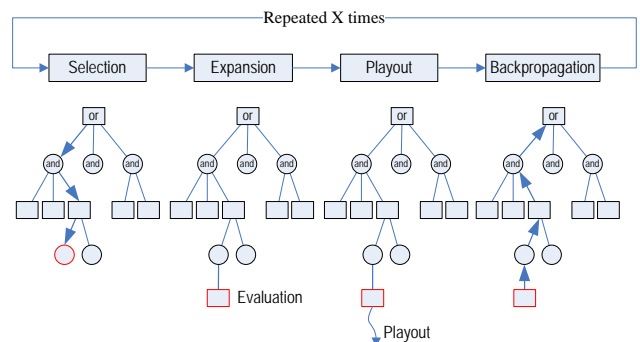 Repeated X times
Selection
Expansion
Playout
Backpropagation
or
or
or
or
and
and
and
and
and
and
and
and
and
and
and
and
Evaluation
Playout